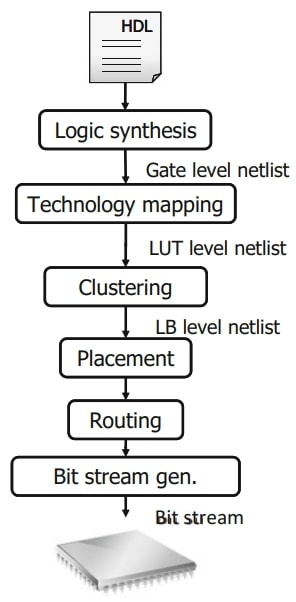 HDL
Logic synthesis
Gate level netlist
Technology mapping
LUT level netlist
Clustering
LB level netlist
Placement
Routing
Bit stream gen.
Bit stream